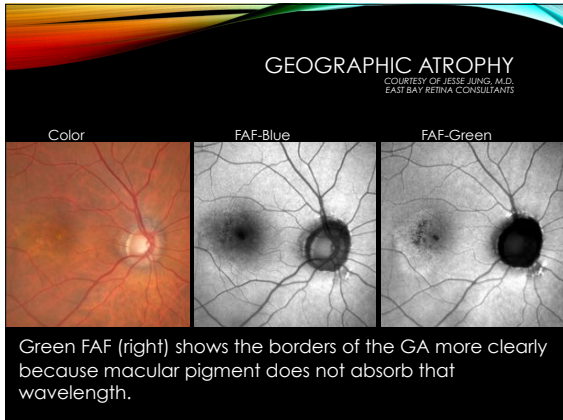 GEOGRAPHIC ATROPHY
COURTESY OF JESSE JUNG, M.D.
EAST BAY RETINA CONSULTANTS
Color FAF-Blue FAF-Green
Green FAF (right) shows the borders of the GA more clearly
because macular pigment does not absorb that
wavelength.